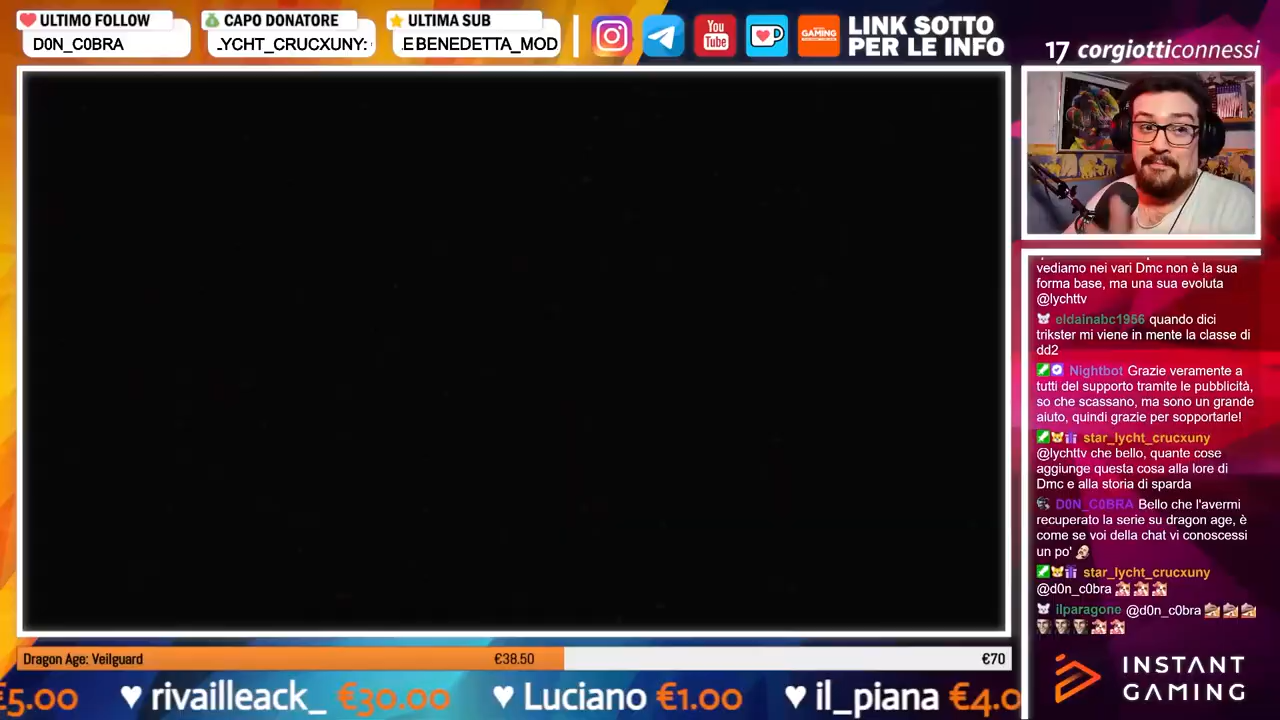 ULTIMO FOLLOW
D0N_C0BRA
CAPO DONATORE
_YCHT_CRUCXUNY:
ULTIMA SUB
EBENEDETTA_MOD
You
Tube
GAMING
LINK SOTTO
PER LE INFO
17 corgiotticonnessi
vediamo nei vari Dmc non è la sua
forma base, ma una sua evoluta
@lychttv
eldainabc1956 quando dici
trikster mi viene in mente la classe di
dd2
Nightbot Grazie veramente a
tutti del supporto tramite le pubblicità,
so che scassano, ma sono un grande
aiuto, quindi grazie per sopportarle!
star_lycht_crucxuny
@lychttv che bello, quante cose
aggiunge questa cosa alla lore di
Dmc e alla storia di sparda
D0N_C0BRA Bello che l'avermi
recuperato la serie su dragon age, è
come se voi della chat vi conoscessi
un po'
star_lycht_crucxuny
@d0n_c0bra
ilparagone @d0n_c0bra
Dragon Age: Veilguard €38.50 €70
€5.00 ♥ rivailleack_ €30.00 ♥ Luciano €1.00 ♥ il_piana €4.0
INSTANT
GAMING